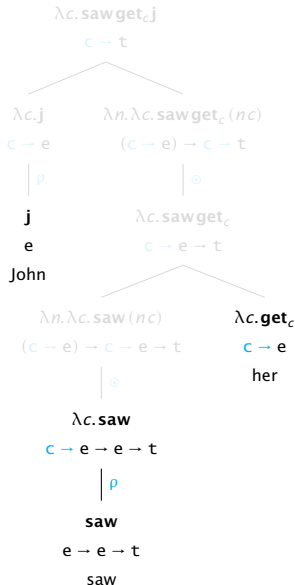 λc.saw get_c j
c → t
λc.j λn.λc.saw get_c (nc)
c → e (c → e) → c → t
ρ ⊛
j λc.saw get_c
e c → e → t
John
λn.λc.saw (nc) λc.get_c
(c → e) → c → e → t c → e
her
⊛
λc.saw
c → e → e → t
ρ
saw
e → e → t
saw